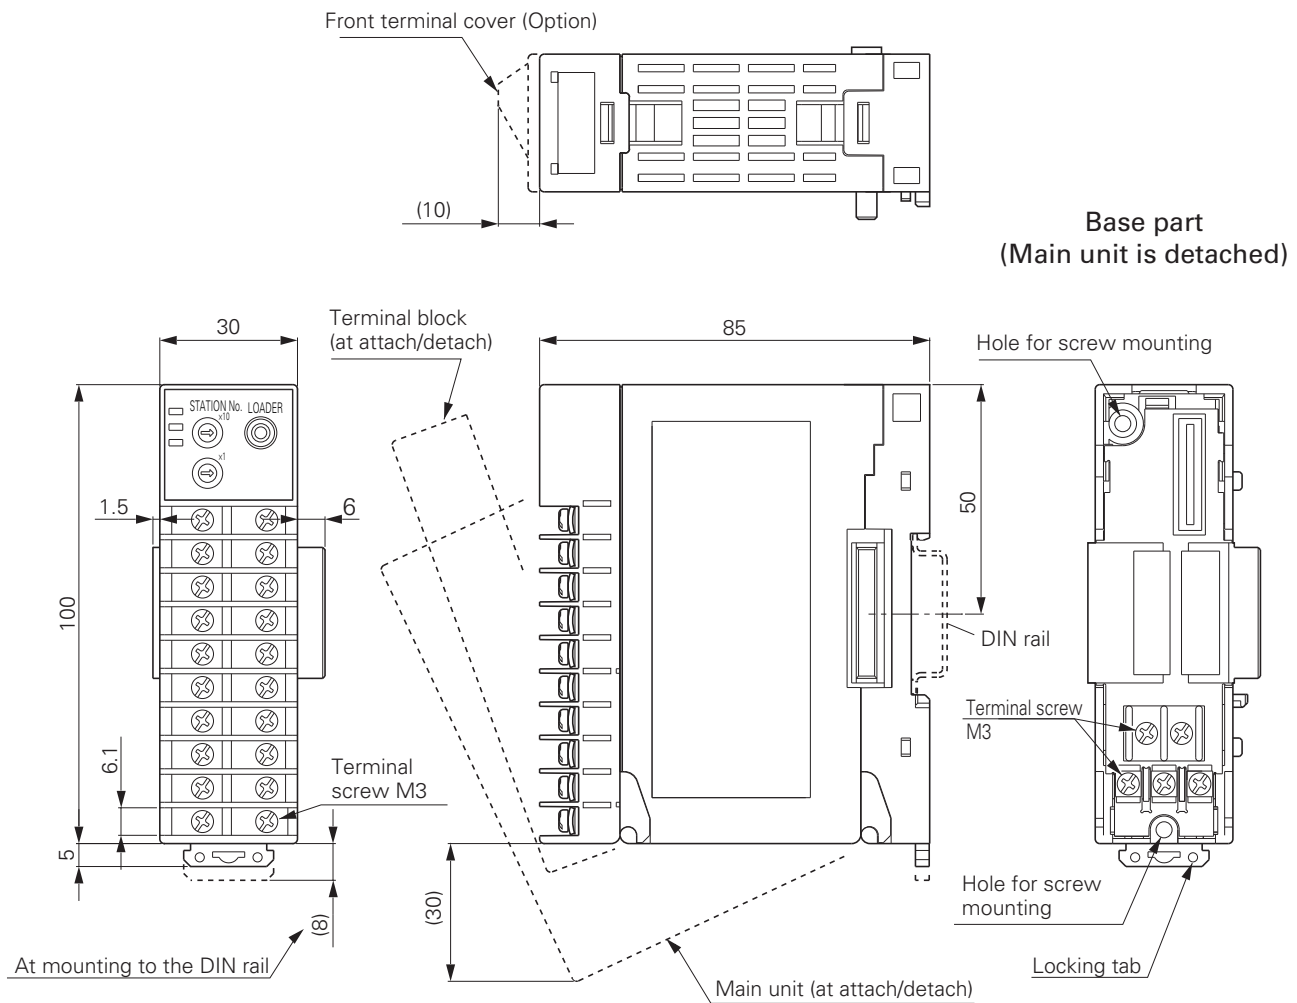 Front terminal cover (Option)
(10)
Base part
(Main unit is detached)
30
Terminal block
(at attach/detach)
85
Hole for screw mounting
STATION No. LOADER
x10
x1
1.5
6
50
100
DIN rail
Terminal screw
M3
6.1
Terminal
screw M3
5
(8)
(30)
Hole for screw
mounting
At mounting to the DIN rail
Locking tab
Main unit (at attach/detach)